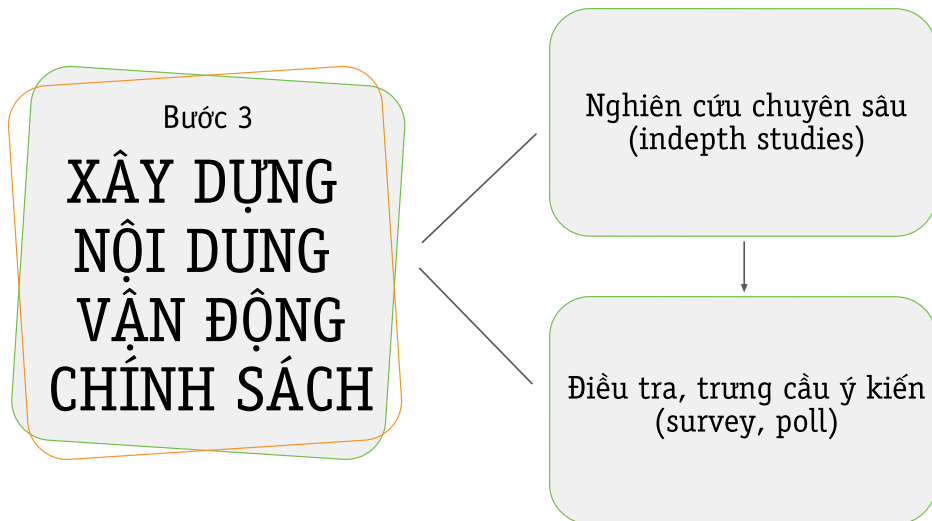 Bước 3
XÂY DỰNG
NỘI DUNG
VẬN ĐỘNG
CHÍNH SÁCH
Nghiên cứu chuyên sâu
(indepth studies)
Điều tra, trưng cầu ý kiến
(survey, poll)